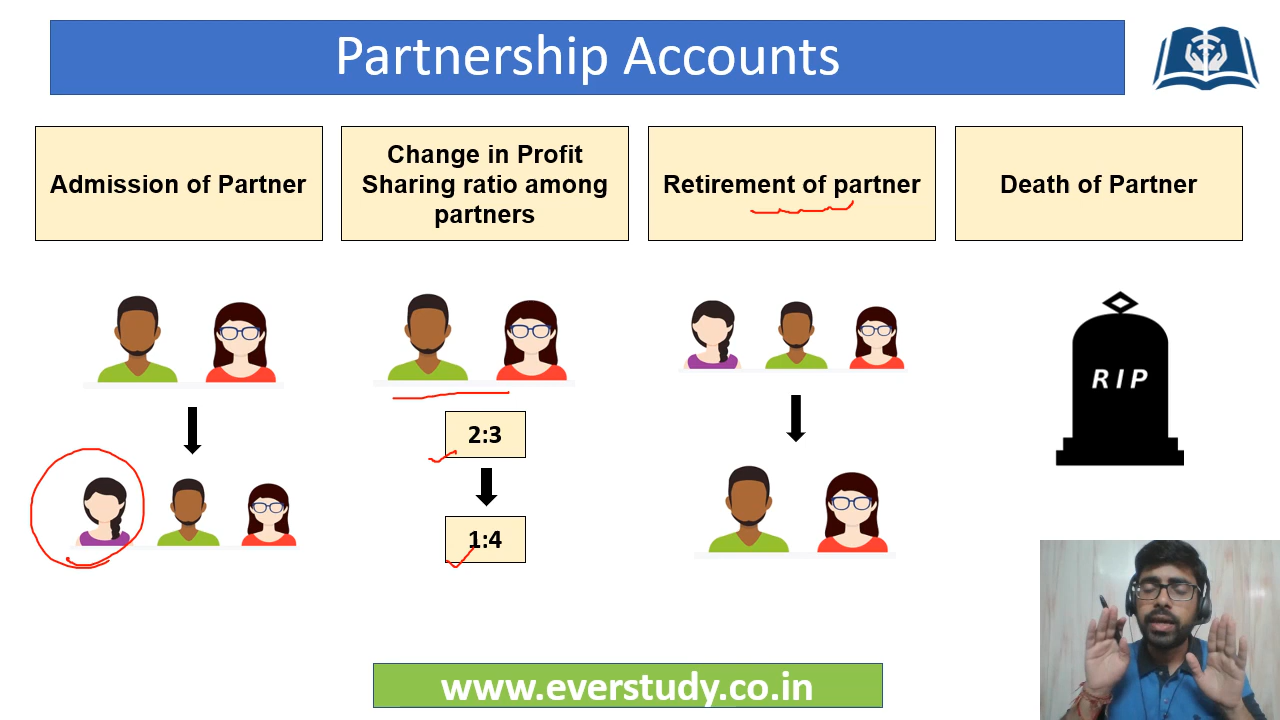 Partnership Accounts
Admission of Partner
Change in Profit
Sharing ratio among
partners
Retirement of partner
Death of Partner
2:3
1:4
R I P
www.everstudy.co.in